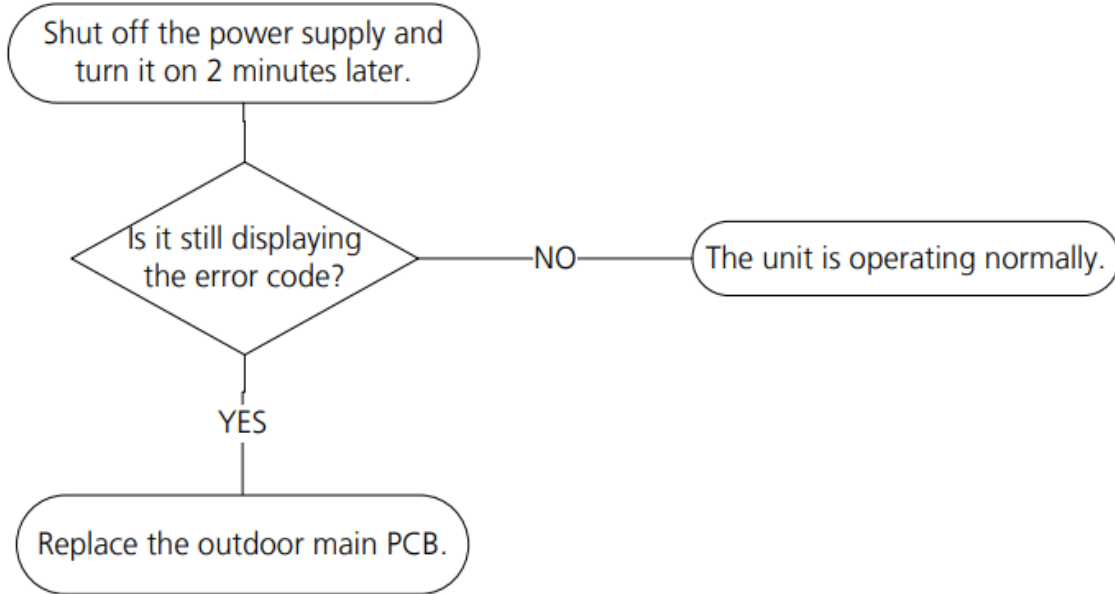 Shut off the power supply and
turn it on 2 minutes later.
Is it still displaying
the error code?
NO
The unit is operating normally.
YES
Replace the outdoor main PCB.